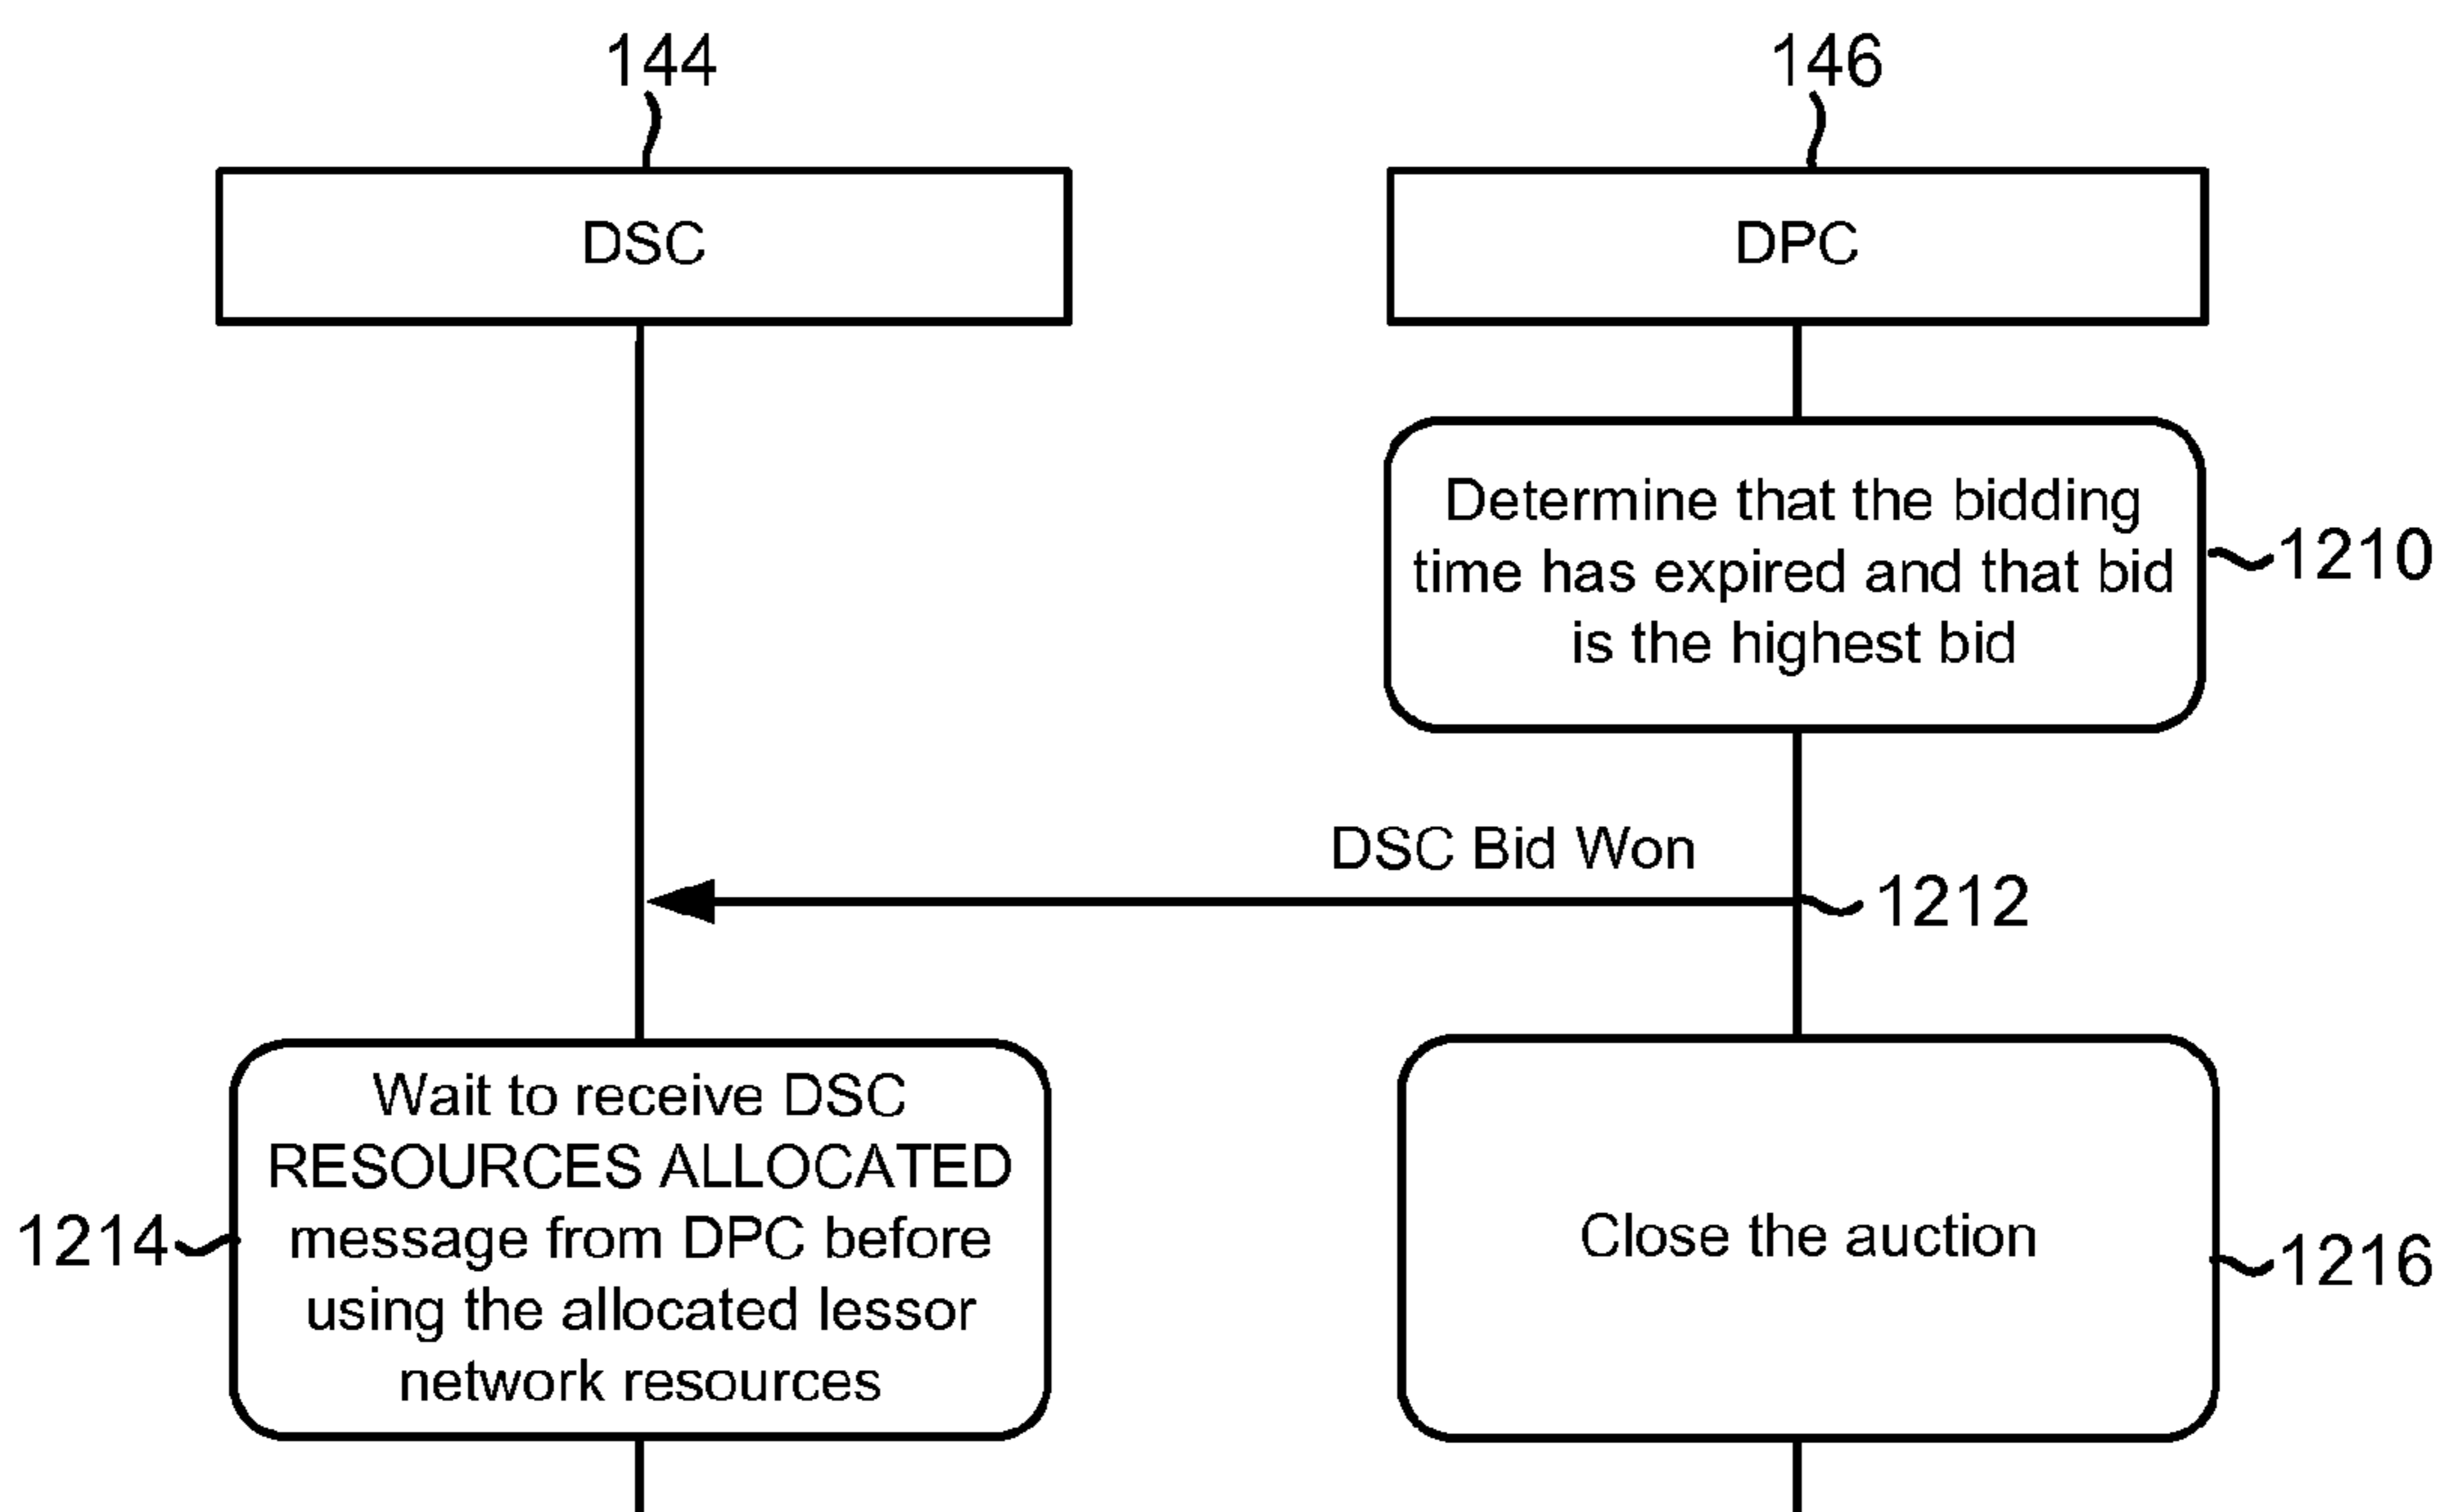 144
146
DSC
DPC
Determine that the bidding
time has expired and that bid
is the highest bid
1210
DSC Bid Won
1212
Wait to receive DSC
RESOURCES ALLOCATED
message from DPC before
using the allocated lessor
network resources
1214
Close the auction
1216